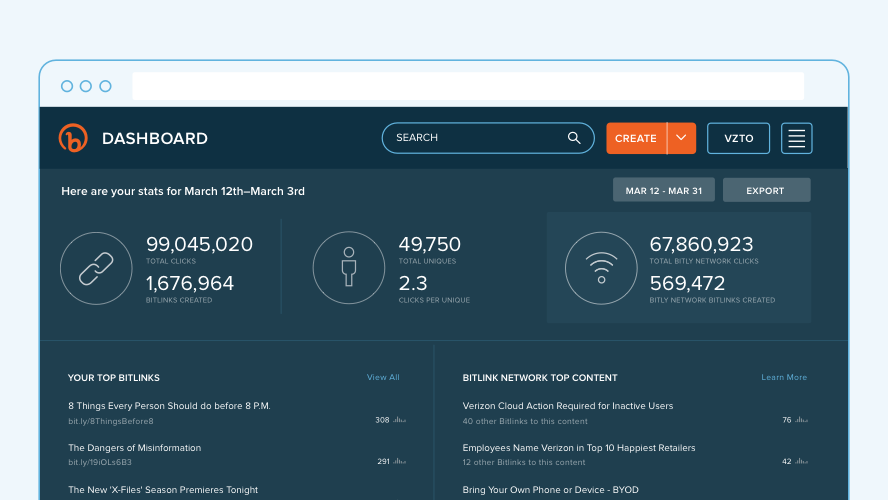 DASHBOARD
SEARCH
CREATE
VZTO
Here are your stats for March 12th–March 3rd
MAR 12 - MAR 31
EXPORT
99,045,020
TOTAL CLICKS
1,676,964
BITLINKS CREATED
49,750
TOTAL UNIQUES
2.3
CLICKS PER UNIQUE
67,860,923
TOTAL BITLY NETWORK CLICKS
569,472
BITLY NETWORK BITLINKS CREATED
YOUR TOP BITLINKS
View All
8 Things Every Person Should do before 8 P.M.
bit.ly/8ThingsBefore8
308
The Dangers of Misinformation
bit.ly/19iOLs6B3
291
The New 'X-Files' Season Premieres Tonight
BITLINK NETWORK TOP CONTENT
Learn More
Verizon Cloud Action Required for Inactive Users
40 other Bitlinks to this content
76
Employees Name Verizon in Top 10 Happiest Retailers
12 other Bitlinks to this content
42
Bring Your Own Phone or Device - BYOD